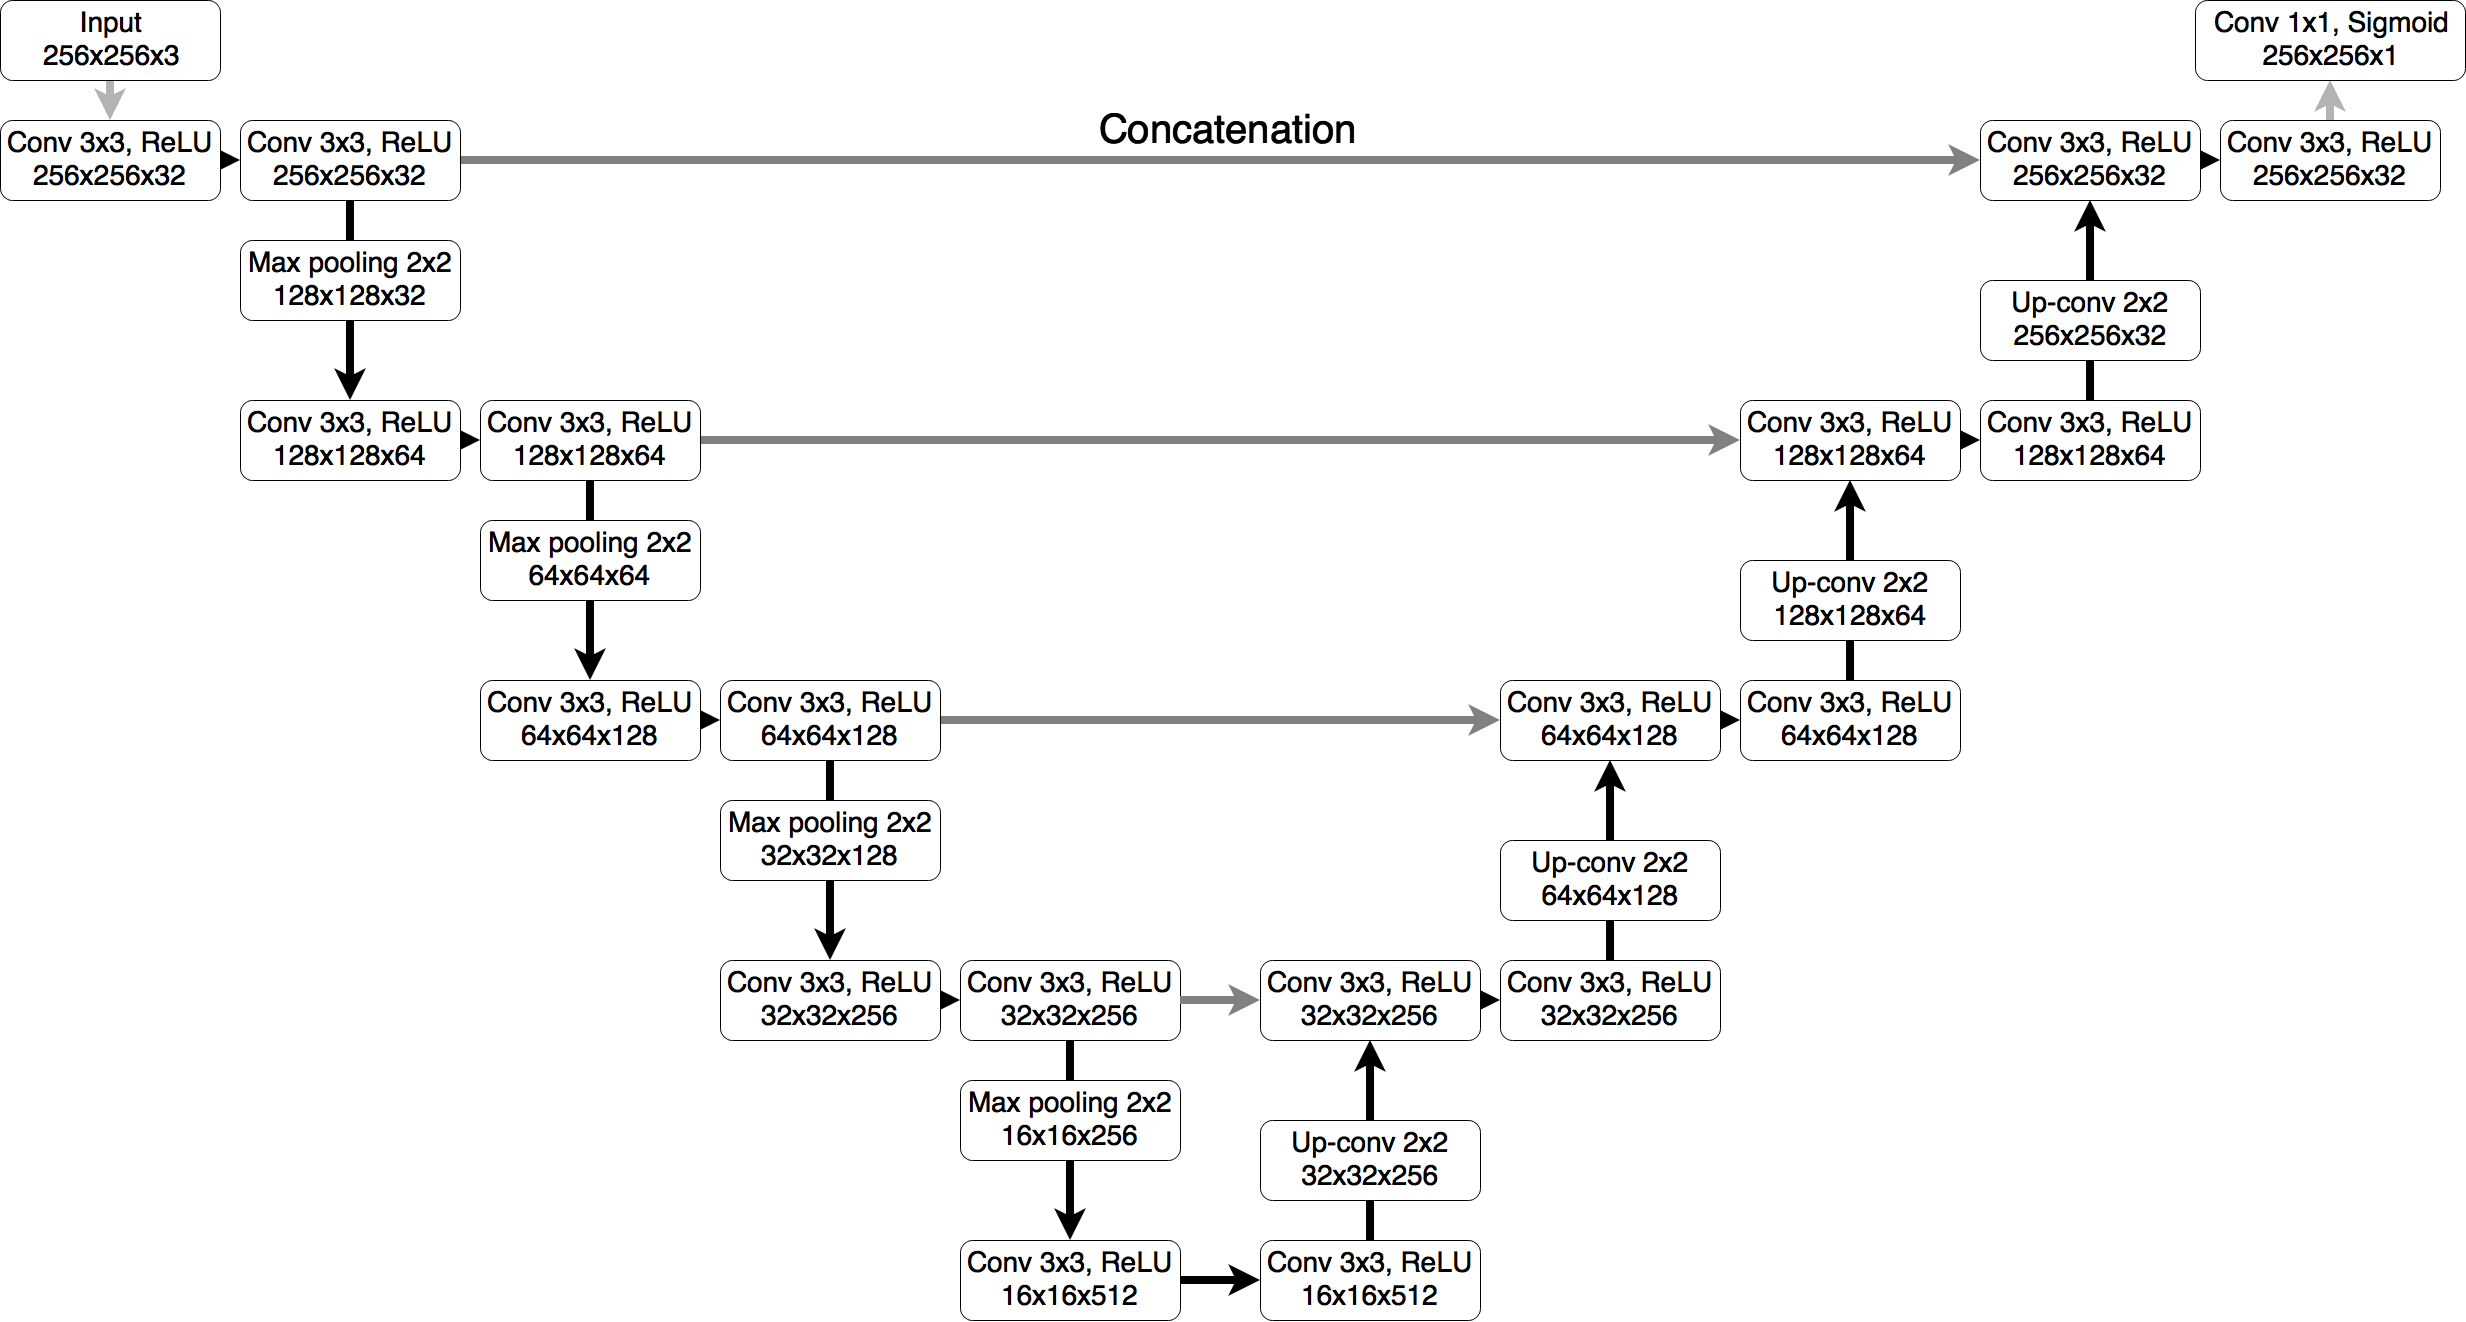 Input
256x256x3
Conv 1x1, Sigmoid
256x256x1
Concatenation
Conv 3x3, ReLU
256x256x32
Conv 3x3, ReLU
256x256x32
Conv 3x3, ReLU
256x256x32
Conv 3x3, ReLU
256x256x32
Max pooling 2x2
128x128x32
Up-conv 2x2
256x256x32
Conv 3x3, ReLU
128x128x64
Conv 3x3, ReLU
128x128x64
Conv 3x3, ReLU
128x128x64
Conv 3x3, ReLU
128x128x64
Max pooling 2x2
64x64x64
Up-conv 2x2
128x128x64
Conv 3x3, ReLU
64x64x128
Conv 3x3, ReLU
64x64x128
Conv 3x3, ReLU
64x64x128
Conv 3x3, ReLU
64x64x128
Max pooling 2x2
32x32x128
Up-conv 2x2
64x64x128
Conv 3x3, ReLU
32x32x256
Conv 3x3, ReLU
32x32x256
Conv 3x3, ReLU
32x32x256
Conv 3x3, ReLU
32x32x256
Max pooling 2x2
16x16x256
Up-conv 2x2
32x32x256
Conv 3x3, ReLU
16x16x512
Conv 3x3, ReLU
16x16x512